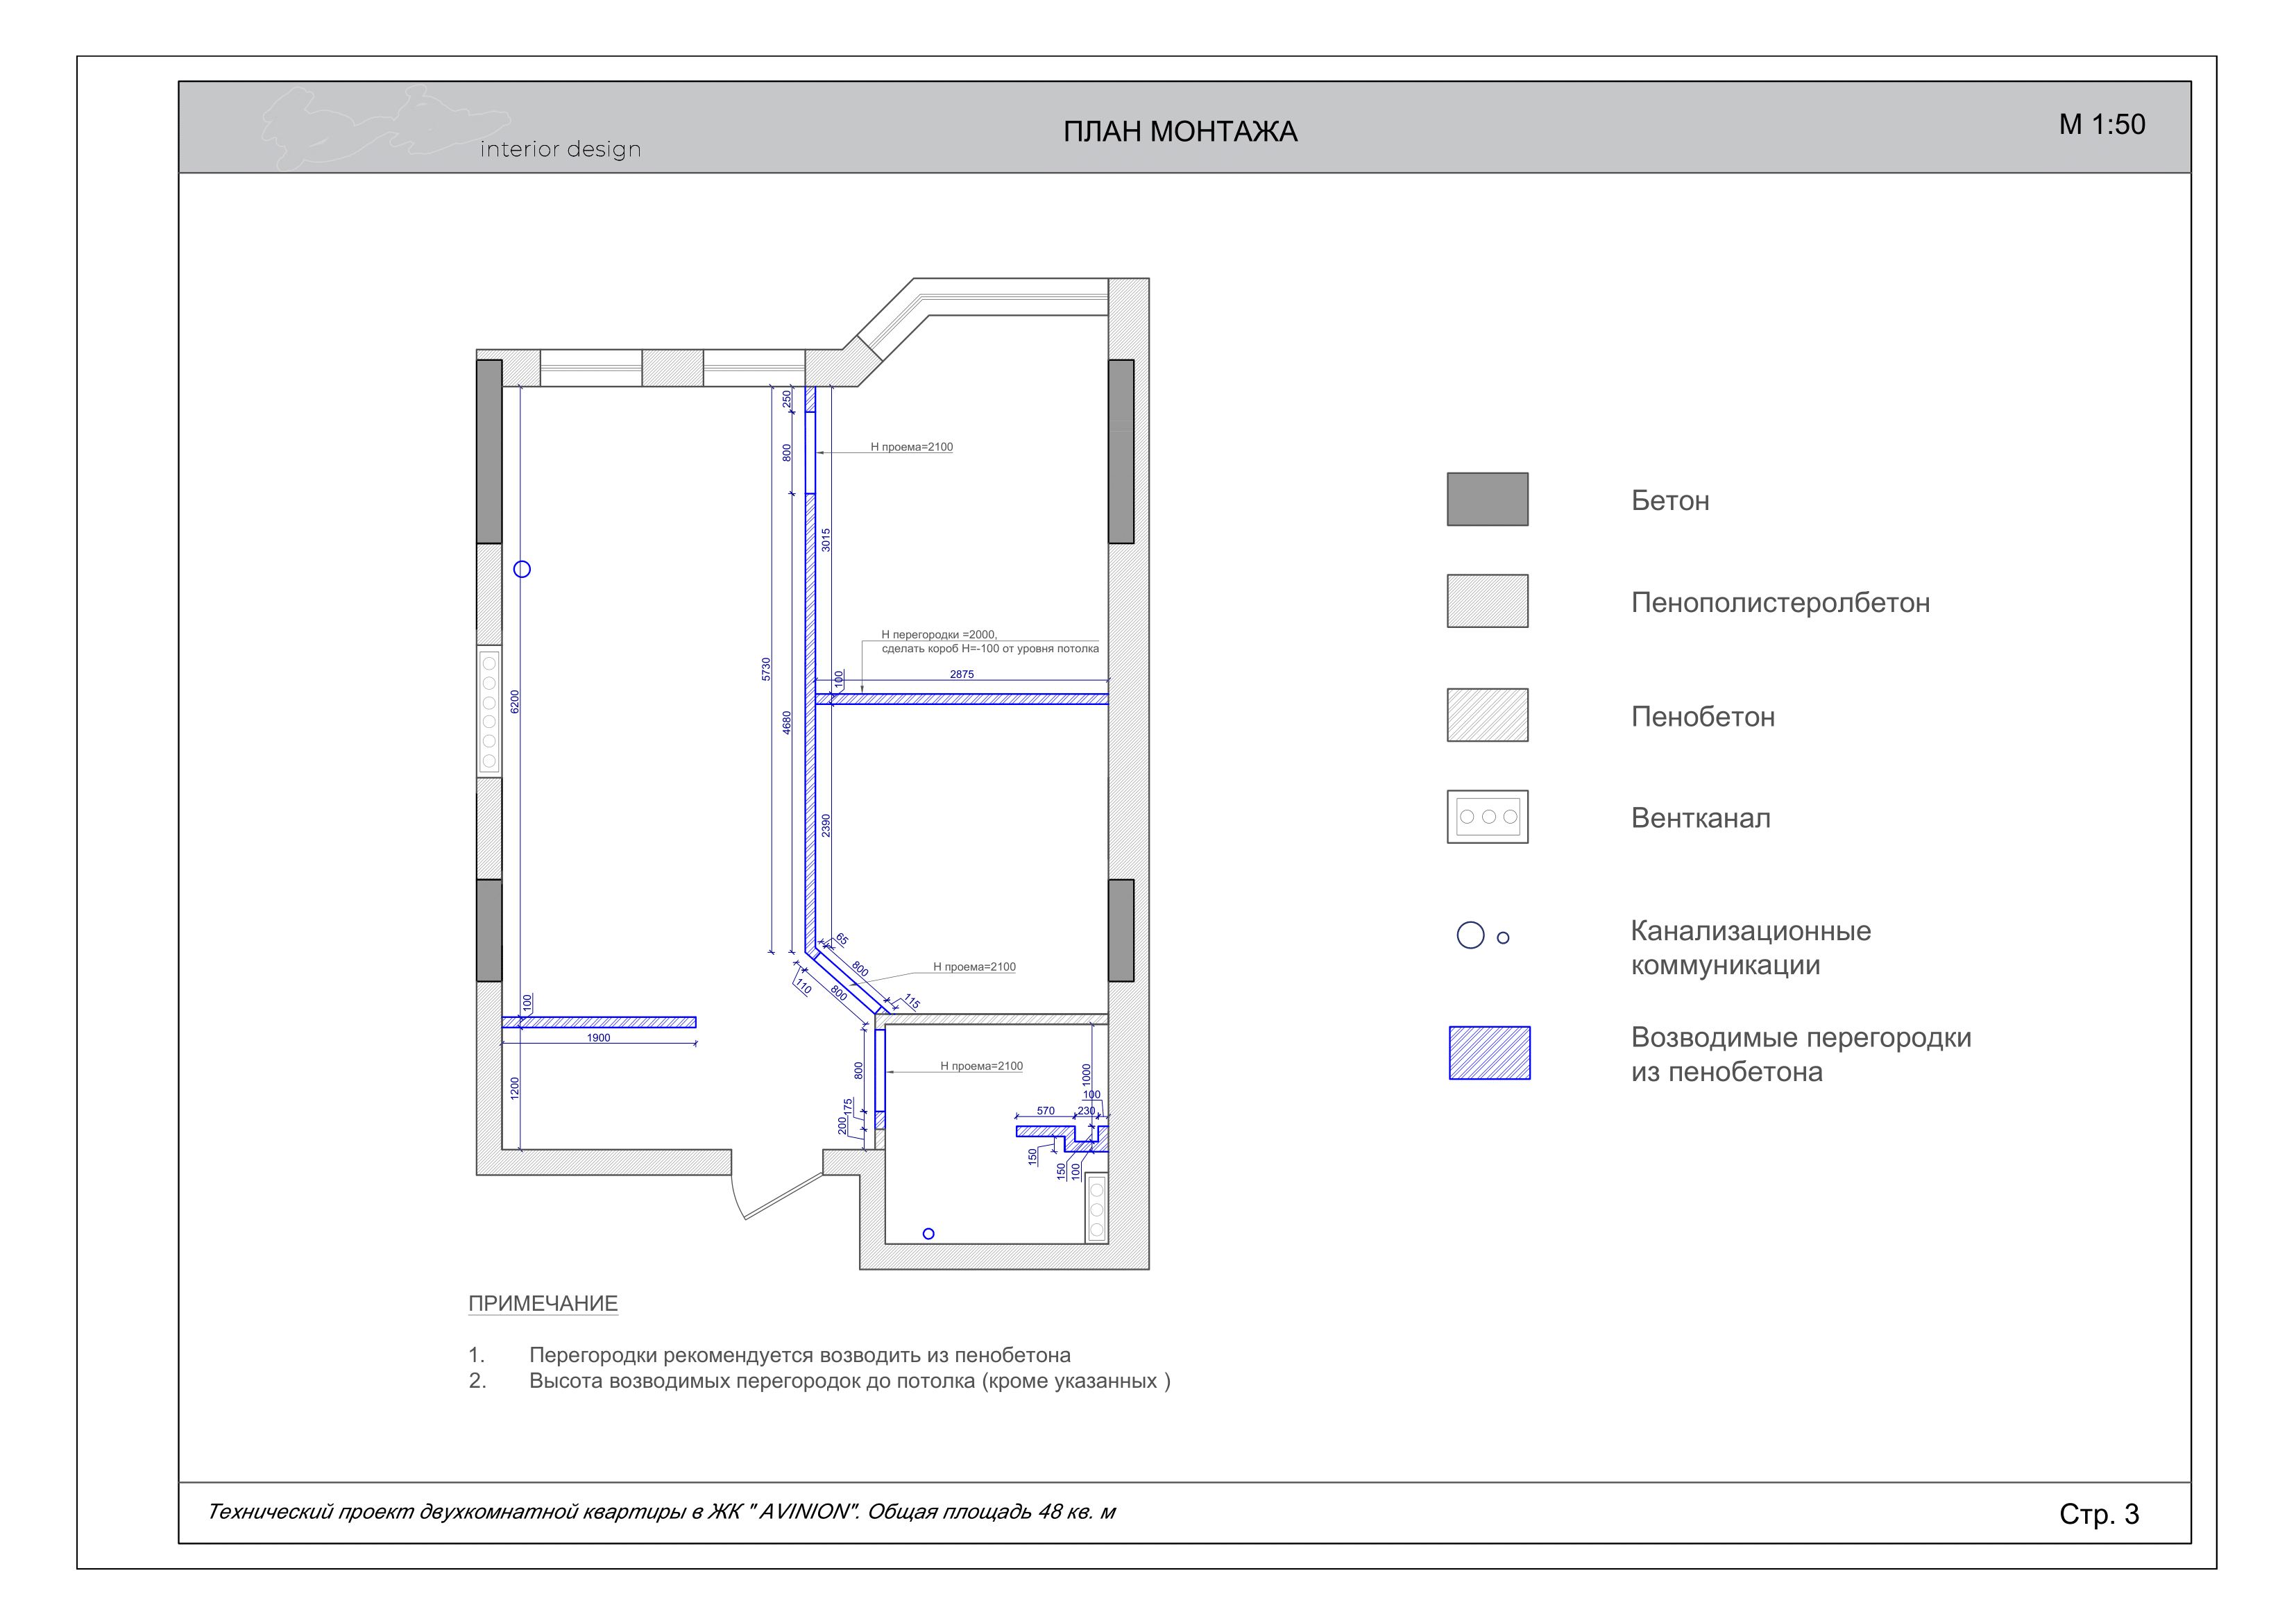 interior design
ПЛАН МОНТАЖА
М 1:50
250
800
Н проема=2100
3015
Н перегородки =2000,
сделать короб Н=-100 от уровня потолка
2875
100
5730
4680
6200
2390
65
800
Н проема=2100
110
800
115
100
1900
1200
800
Н проема=2100
175
200
1000
100
570
230
150
150
100
Бетон
Пенополистеролбетон
Пенобетон
Вентканал
Канализационные
коммуникации
Возводимые перегородки
из пенобетона
ПРИМЕЧАНИЕ
1. Перегородки рекомендуется возводить из пенобетона
2. Высота возводимых перегородок до потолка (кроме указанных )
Технический проект двухкомнатной квартиры в ЖК " AVINION". Общая площадь 48 кв. м
Стр. 3